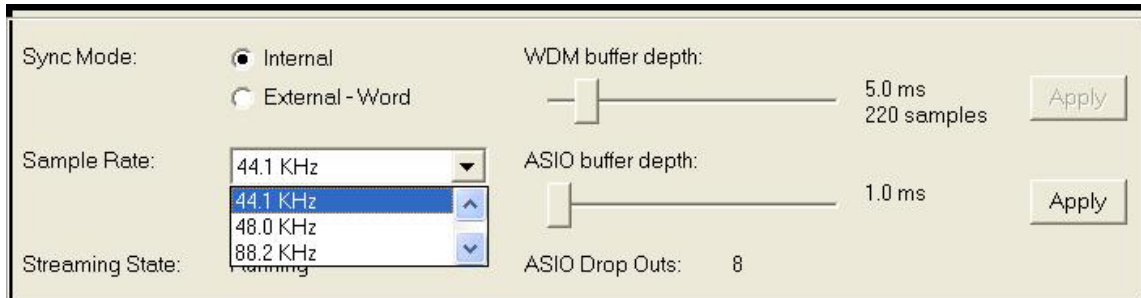 Sync Mode:
Internal
External - Word
WDM buffer depth:
5.0 ms
220 samples
Apply
Sample Rate:
44.1 KHz
44.1 KHz
48.0 KHz
88.2 KHz
ASIO buffer depth:
1.0 ms
Apply
Streaming State:
Running
ASIO Drop Outs:
8